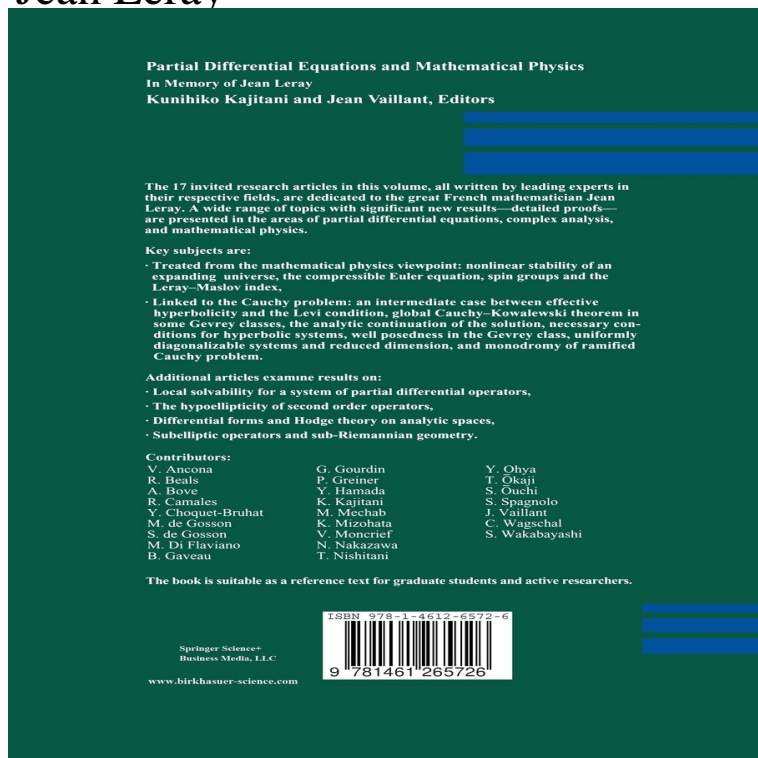 Jean Leray
Partial Differential Equations and Mathematical Physics
In Memory of Jean Leray
Kunihiko Kajitani and Jean Vaillant, Editors
The 17 invited research articles in this volume, all written by leading experts in
their respective fields, are dedicated to the great French mathematician Jean
Leray. A wide range of topics with significant new results—detailed proofs—
are presented in the areas of partial differential equations, complex analysis,
and mathematical physics.
Key subjects are:
· Treated from the mathematical physics viewpoint: nonlinear stability of an
expanding universe, the compressible Euler equation, spin groups and the
Leray–Maslov index,
· Linked to the Cauchy problem: an intermediate case between effective
hyperbolicity and the Levi condition, global Cauchy–Kowalewski theorem in
some Gevrey classes, the analytic continuation of the solution, necessary con-
ditions for hyperbolic systems, well posedness in the Gevrey class, uniformly
diagonalizable systems and reduced dimension, and monodromy of ramified
Cauchy problem.
Additional articles examine results on:
· Local solvability for a system of partial differential operators,
· The hypoellipticity of second order operators,
· Differential forms and Hodge theory on analytic spaces,
· Subelliptic operators and sub-Riemannian geometry.
Contributors:
V. Ancona
R. Beals
A. Bove
R. Camales
Y. Choquet-Bruhat
M. de Gosson
S. de Gosson
M. Di Flaviano
B. Gaveau
G. Gourdin
P. Greiner
Y. Hamada
K. Kajitani
M. Mechab
K. Mizohata
V. Moncrief
N. Nakazawa
T. Nishitani
Y. Ohya
T. Ōkaji
S. Ōuchi
S. Spagnolo
J. Vaillant
C. Wagschal
S. Wakabayashi
The book is suitable as a reference text for graduate students and active researchers.
ISBN 978-1-4612-6572-6
9 781461 265726
Springer Science+
Business Media, LLC
www.birkhasuer-science.com